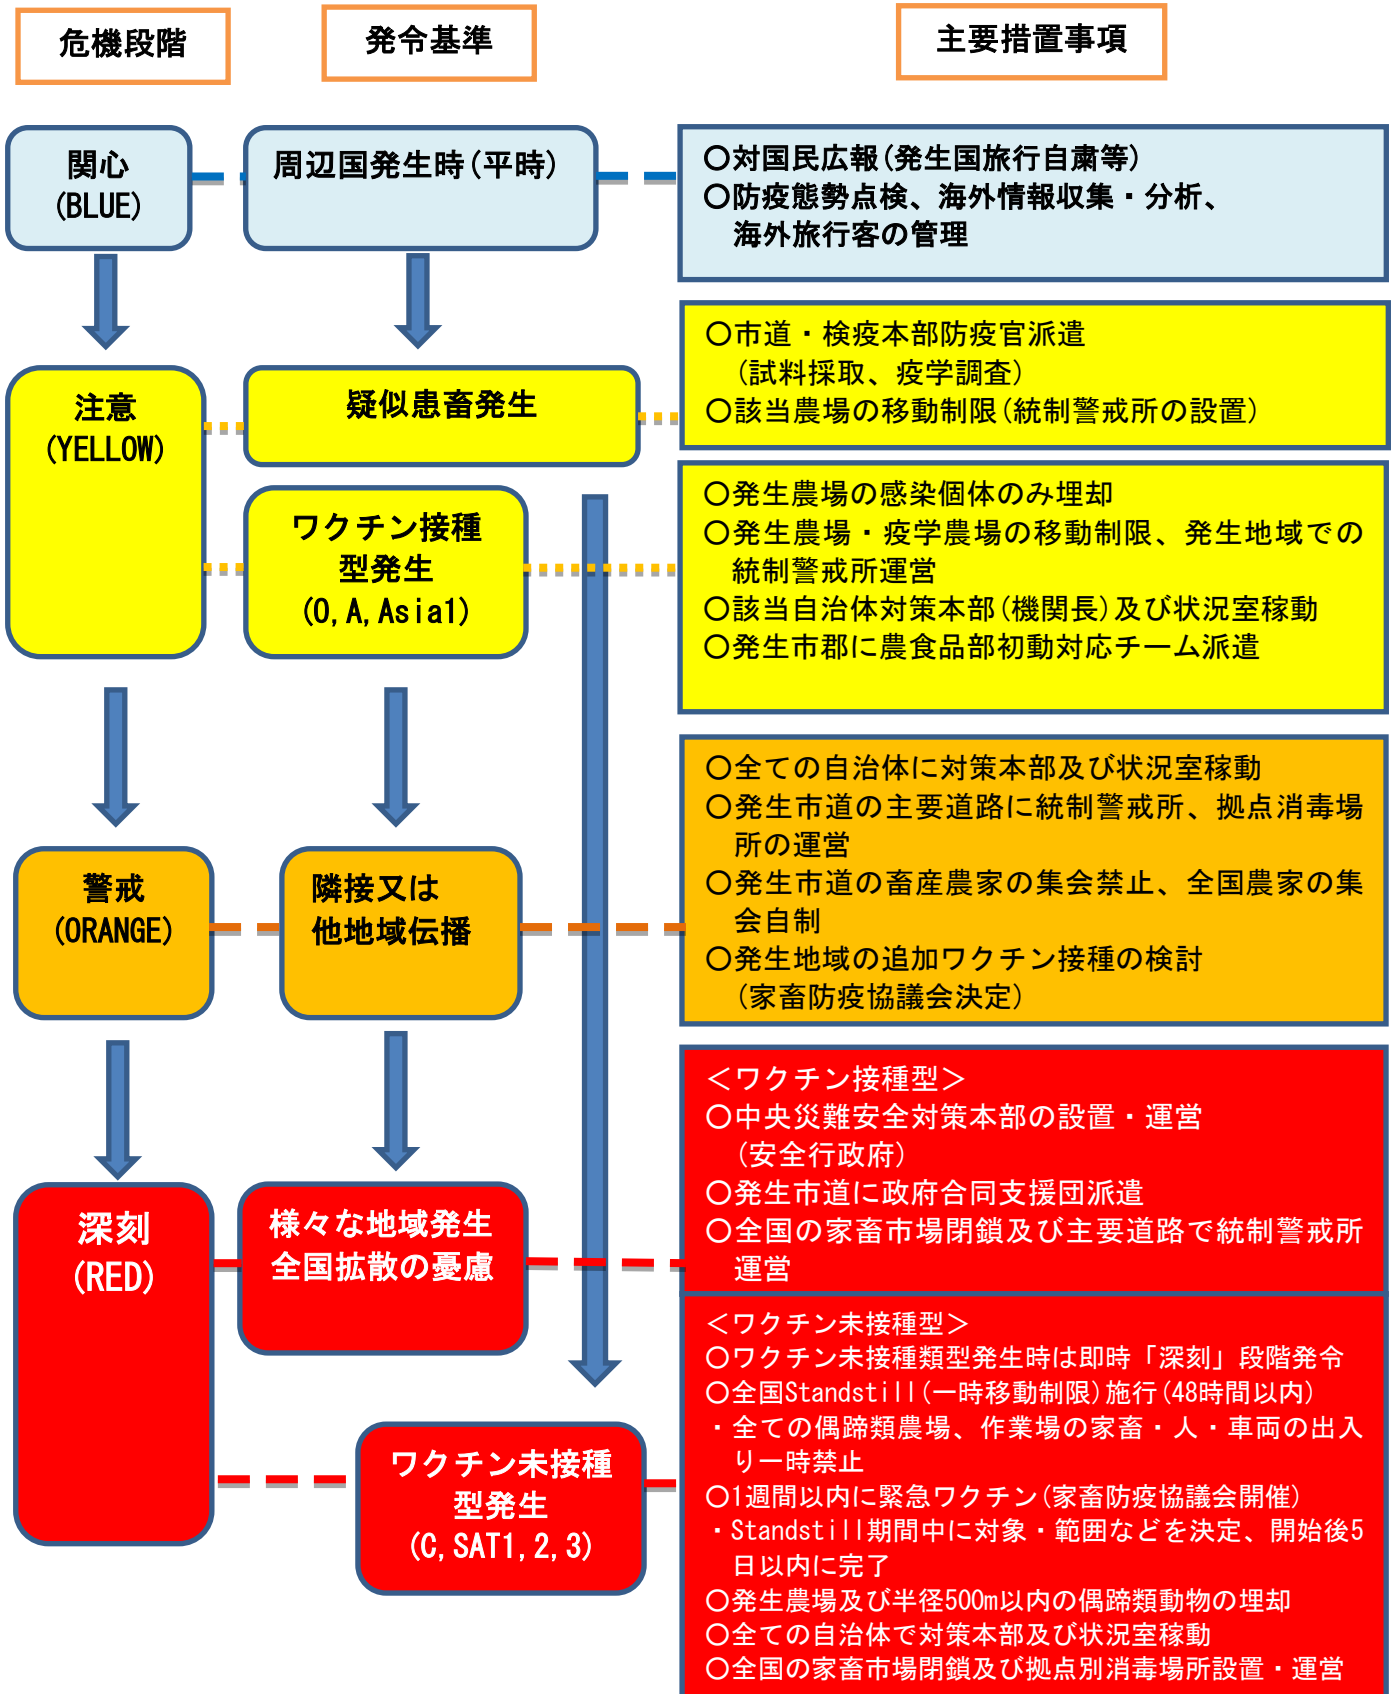 危機段階
発令基準
主要措置事項
関心
(BLUE)
周辺国発生時(平時)
〇対国民広報(発生国旅行自粛等)
〇防疫態勢点検、海外情報収集・分析、
海外旅行客の管理
注意
(YELLOW)
疑似患畜発生
〇市道・検疫本部防疫官派遣
(試料採取、疫学調査)
〇該当農場の移動制限(統制警戒所の設置)
ワクチン接種
型発生
(O,A,Asia1)
〇発生農場の感染個体のみ埋却
〇発生農場・疫学農場の移動制限、発生地域での
統制警戒所運営
〇該当自治体対策本部(機関長)及び状況室稼動
〇発生市郡に農食品部初動対応チーム派遣
警戒
(ORANGE)
隣接又は
他地域伝播
〇全ての自治体に対策本部及び状況室稼動
〇発生市道の主要道路に統制警戒所、拠点消毒場
所の運営
〇発生市道の畜産農家の集会禁止、全国農家の集
会自制
〇発生地域の追加ワクチン接種の検討
(家畜防疫協議会決定)
深刻
(RED)
様々な地域発生
全国拡散の憂慮
＜ワクチン接種型＞
〇中央災難安全対策本部の設置・運営
(安全行政府)
〇発生市道に政府合同支援団派遣
〇全国の家畜市場閉鎖及び主要道路で統制警戒所
運営
ワクチン未接種
型発生
(C,SAT1,2,3)
＜ワクチン未接種型＞
〇ワクチン未接種類型発生時は即時「深刻」段階発令
〇全国Standstill(一時移動制限)施行(48時間以内)
・全ての偶蹄類農場、作業場の家畜・人・車両の出入
り一時禁止
〇1週間以内に緊急ワクチン(家畜防疫協議会開催)
・Standstill期間中に対象・範囲などを決定、開始後5
日以内に完了
〇発生農場及び半径500m以内の偶蹄類動物の埋却
〇全ての自治体で対策本部及び状況室稼動
〇全国の家畜市場閉鎖及び拠点別消毒場所設置・運営